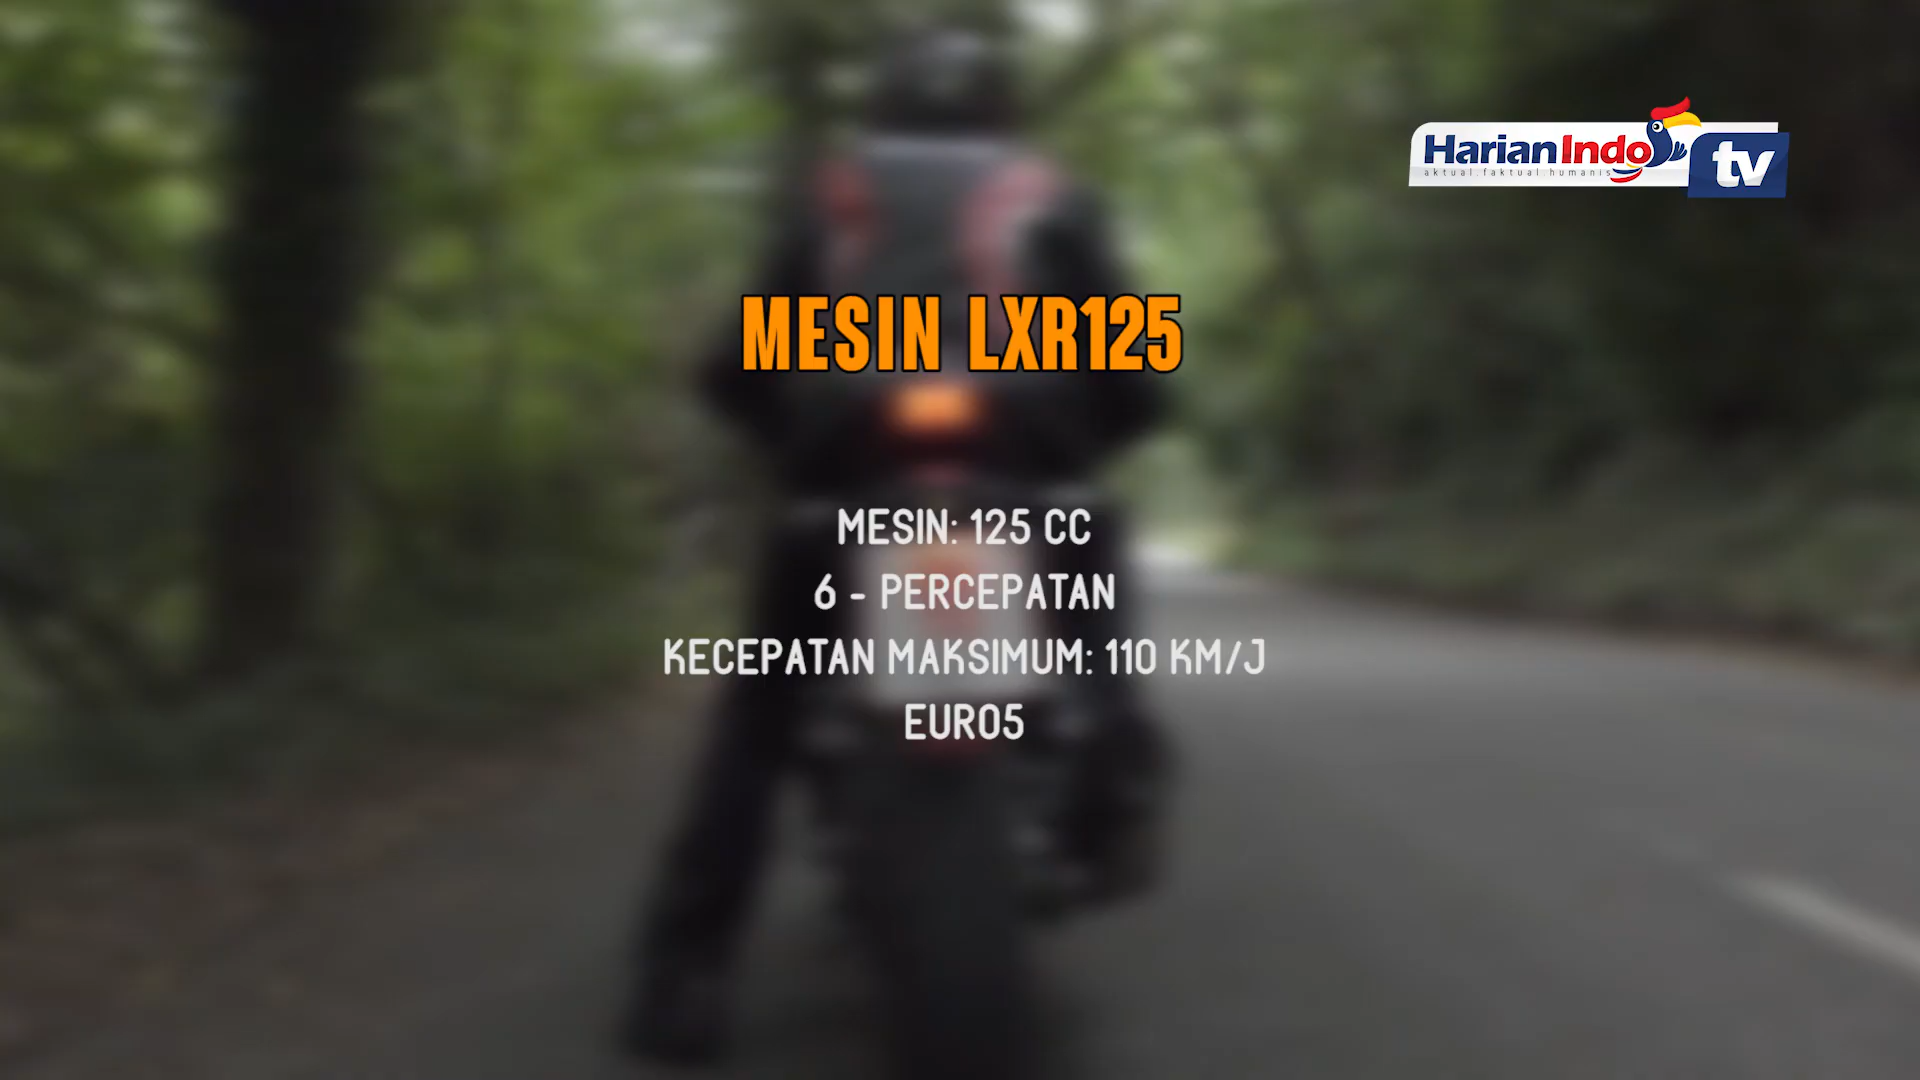 HarianIndo tv
aktual.faktual.humanis
MESIN LXR125
MESIN: 125 CC
6 - PERCEPATAN
KECEPATAN MAKSIMUM: 110 KM/J
EURO5